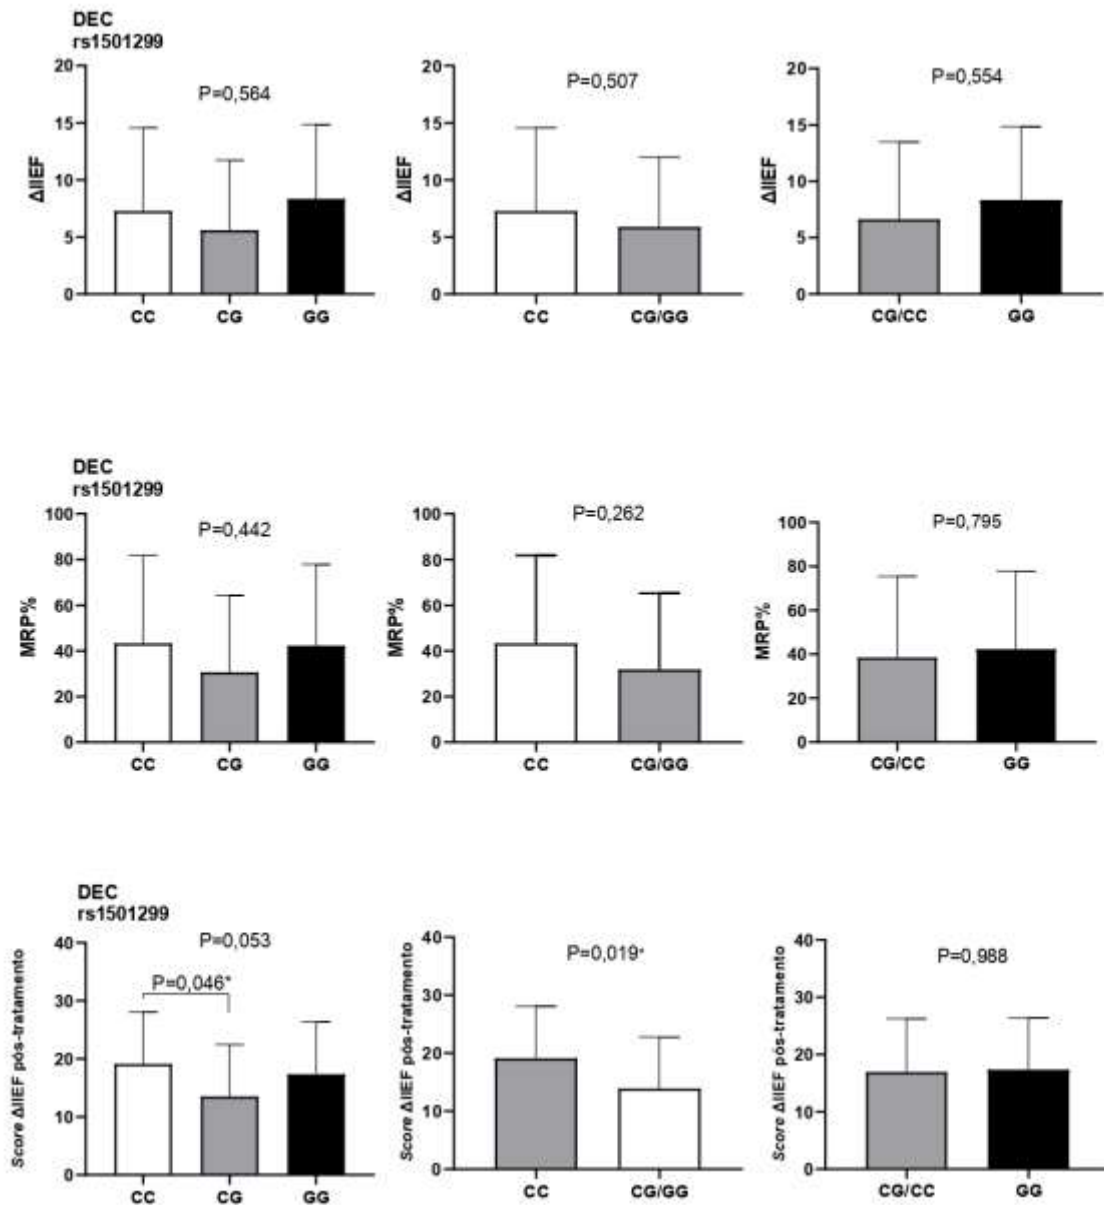 DEC
rs1501299
20
15
10
5
0
ΔIIEF
P=0,564
CC CG GG
20
15
10
5
0
ΔIIEF
P=0,507
CC CG/GG
20
15
10
5
0
ΔIIEF
P=0,554
CG/CC GG
DEC
rs1501299
100
80
60
40
20
0
MRP%
P=0,442
CC CG GG
100
80
60
40
20
0
MRP%
P=0,262
CC CG/GG
100
80
60
40
20
0
MRP%
P=0,795
CG/CC GG
DEC
rs1501299
40
30
20
10
0
Score ΔIIEF pós-tratamento
P=0,053
P=0,046*
CC CG GG
40
30
20
10
0
Score ΔIIEF pós-tratamento
P=0,019*
CC CG/GG
40
30
20
10
0
Score ΔIIEF pós-tratamento
P=0,988
CG/CC GG